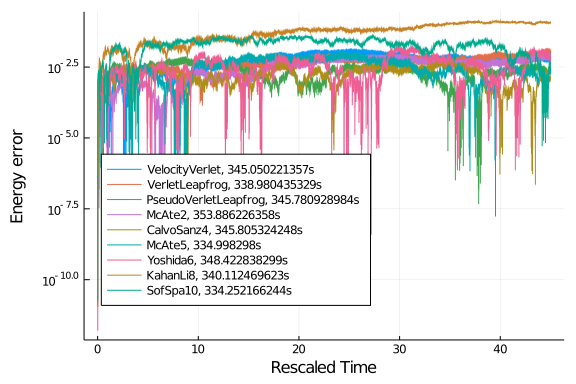 Energy error
10^-2.5
10^-5.0
10^-7.5
10^-10.0
VelocityVerlet, 345.050221357s
VerletLeapfrog, 338.980435329s
PseudoVerletLeapfrog, 345.780928984s
McAte2, 353.886226358s
CalvoSanz4, 345.805324248s
McAte5, 334.998298s
Yoshida6, 348.422838299s
KahanLi8, 340.112469623s
SofSpa10, 334.252166244s
0 10 20 30 40
Rescaled Time